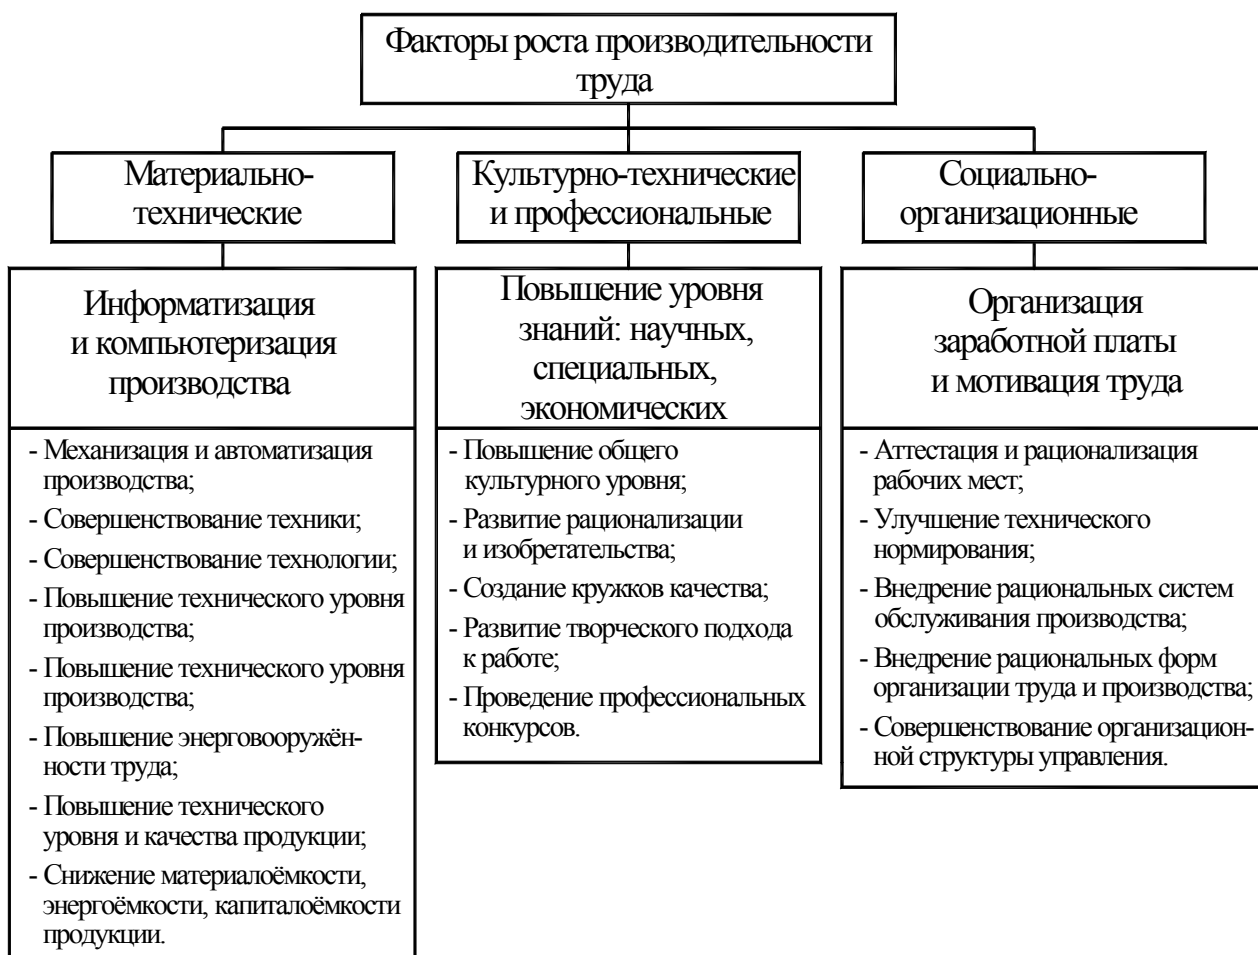 Факторы роста производительности
труда
Материально-
технические
Культурно-технические
и профессиональные
Социально-
организационные
Информатизация
и компьютеризация
производства
- Механизация и автоматизация
производства;
- Совершенствование техники;
- Совершенствование технологии;
- Повышение технического уровня
производства;
- Повышение технического уровня
производства;
- Повышение энерговооружён-
ности труда;
- Повышение технического
уровня и качества продукции;
- Снижение материалоёмкости,
энергоёмкости, капиталоёмкости
продукции.
Повышение уровня
знаний: научных,
специальных,
экономических
- Повышение общего
культурного уровня;
- Развитие рационализации
и изобретательства;
- Создание кружков качества;
- Развитие творческого подхода
к работе;
- Проведение профессиональных
конкурсов.
Организация
заработной платы
и мотивация труда
- Аттестация и рационализация
рабочих мест;
- Улучшение технического
нормирования;
- Внедрение рациональных систем
обслуживания производства;
- Внедрение рациональных форм
организации труда и производства;
- Совершенствование организацион-
ной структуры управления.